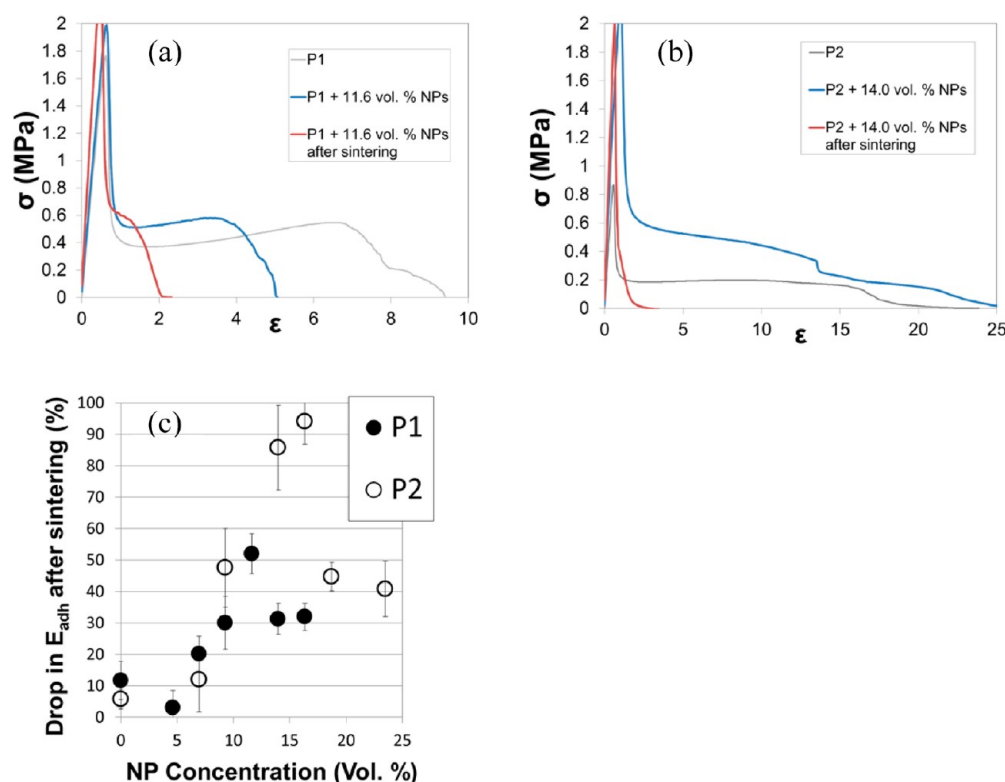 (a)
P1
P1 + 11.6 vol. % NPs
P1 + 11.6 vol. % NPs
after sintering
σ (MPa)
2
1.8
1.6
1.4
1.2
1
0.8
0.6
0.4
0.2
0
0 2 4 6 8 10
ε
(b)
P2
P2 + 14.0 vol. % NPs
P2 + 14.0 vol. % NPs
after sintering
σ (MPa)
2
1.8
1.6
1.4
1.2
1
0.8
0.6
0.4
0.2
0
0 5 10 15 20 25
ε
(c)
P1
P2
Drop in Eadh after sintering (%)
100
90
80
70
60
50
40
30
20
10
0
0 5 10 15 20 25
NP Concentration (Vol. %)